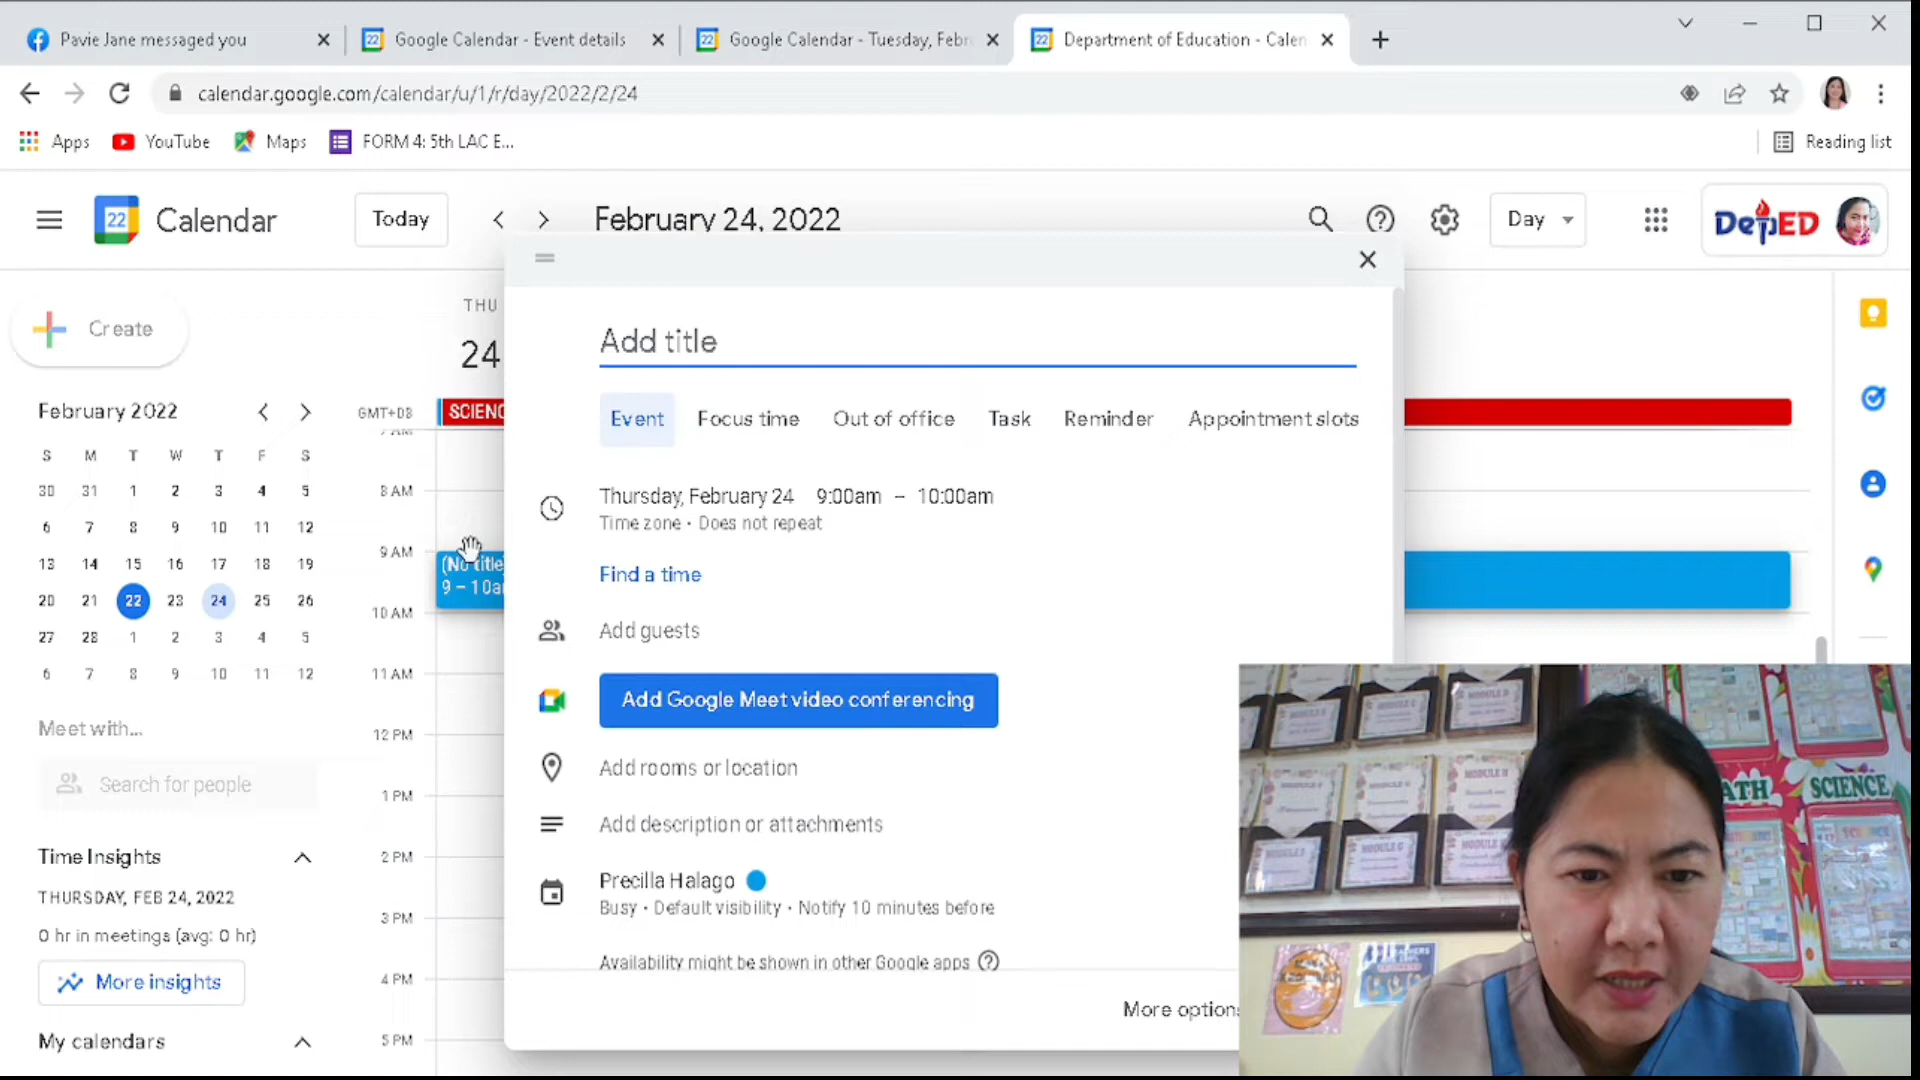 Pavie Jane messaged you
Google Calendar - Event details
Google Calendar - Tuesday, Febr
Department of Education - Calen
calendar.google.com/calendar/u/1/r/day/2022/2/24
Apps
YouTube
Maps
FORM 4: 5th LAC E...
Reading list
22
Calendar
Today
February 24, 2022
Day
DepED
Create
THU
24
Add title
February 2022
GMT+08
SCIENC
Event
Focus time
Out of office
Task
Reminder
Appointment slots
S M T W T F S
30 31 1 2 3 4 5
6 7 8 9 10 11 12
13 14 15 16 17 18 19
20 21 22 23 24 25 26
27 28 1 2 3 4 5
6 7 8 9 10 11 12
7 AM
8 AM
9 AM
10 AM
11 AM
12 PM
1 PM
2 PM
3 PM
4 PM
5 PM
(No title
9 – 10a
Thursday, February 24 9:00am – 10:00am
Time zone • Does not repeat
Find a time
Add guests
Add Google Meet video conferencing
Add rooms or location
Add description or attachments
Precilla Halago
Busy • Default visibility • Notify 10 minutes before
Availability might be shown in other Google apps
More option
Meet with...
Search for people
Time Insights
THURSDAY, FEB 24, 2022
0 hr in meetings (avg: 0 hr)
More insights
My calendars
ATH
SCIENCE
MODULE G